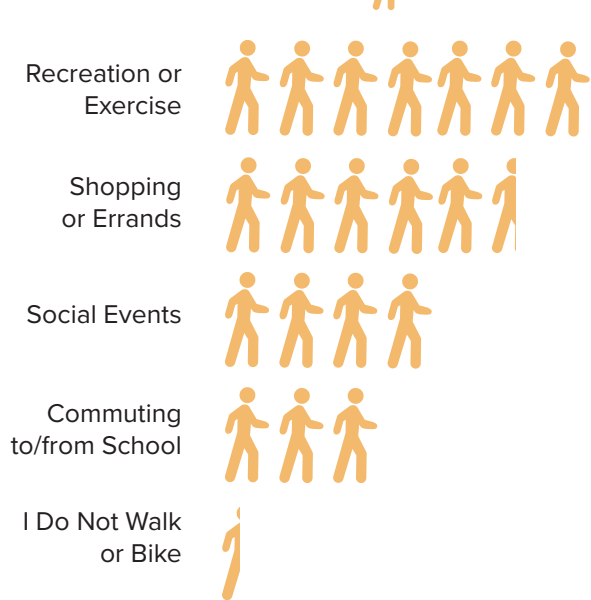 Recreation or
Exercise
Shopping
or Errands
Social Events
Commuting
to/from School
I Do Not Walk
or Bike